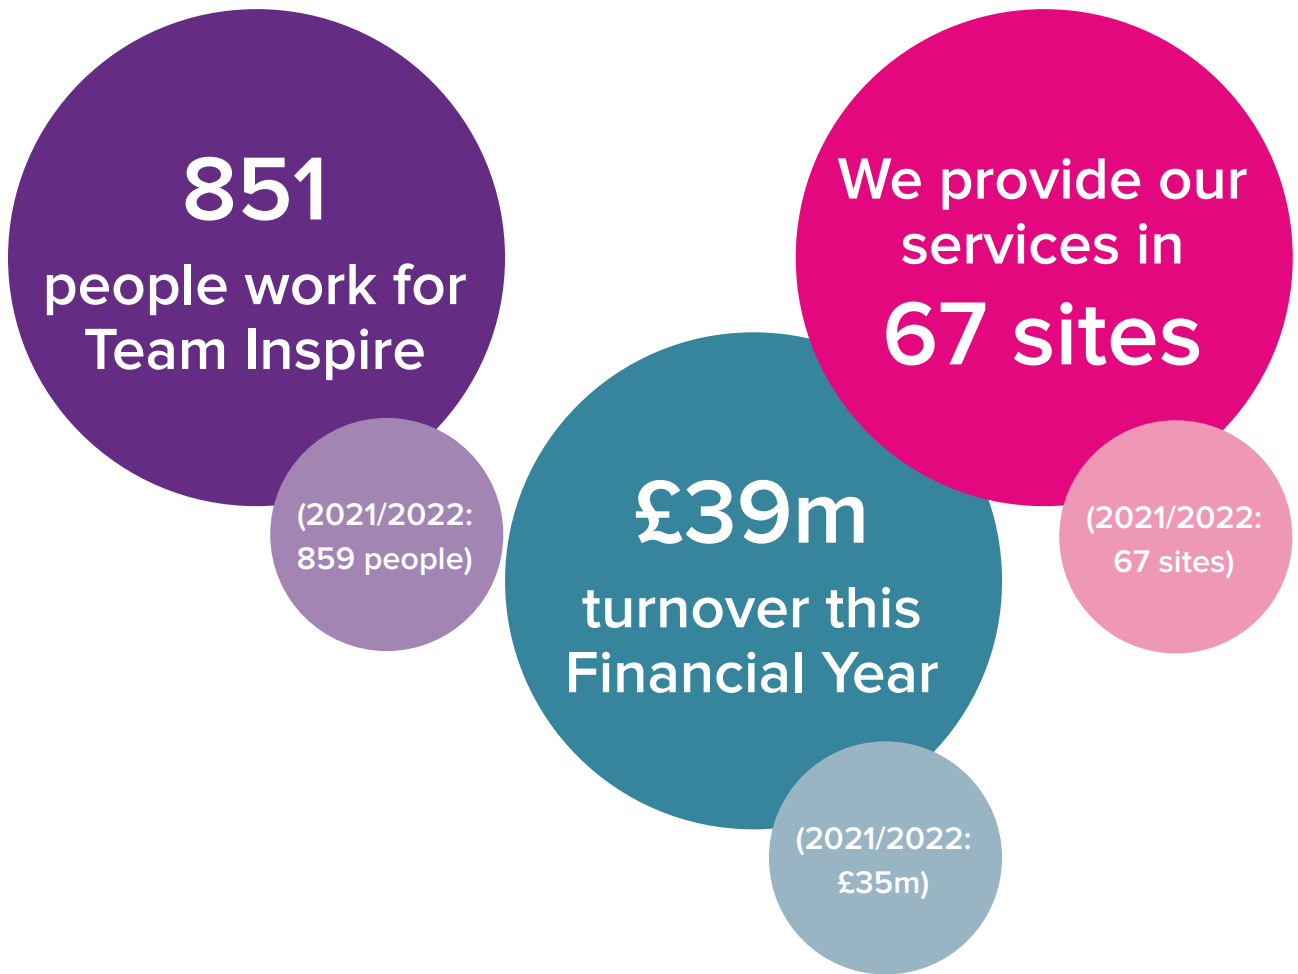 851
people work for
Team Inspire
(2021/2022:
859 people)
We provide our
services in
67 sites
(2021/2022:
67 sites)
£39m
turnover this
Financial Year
(2021/2022:
£35m)